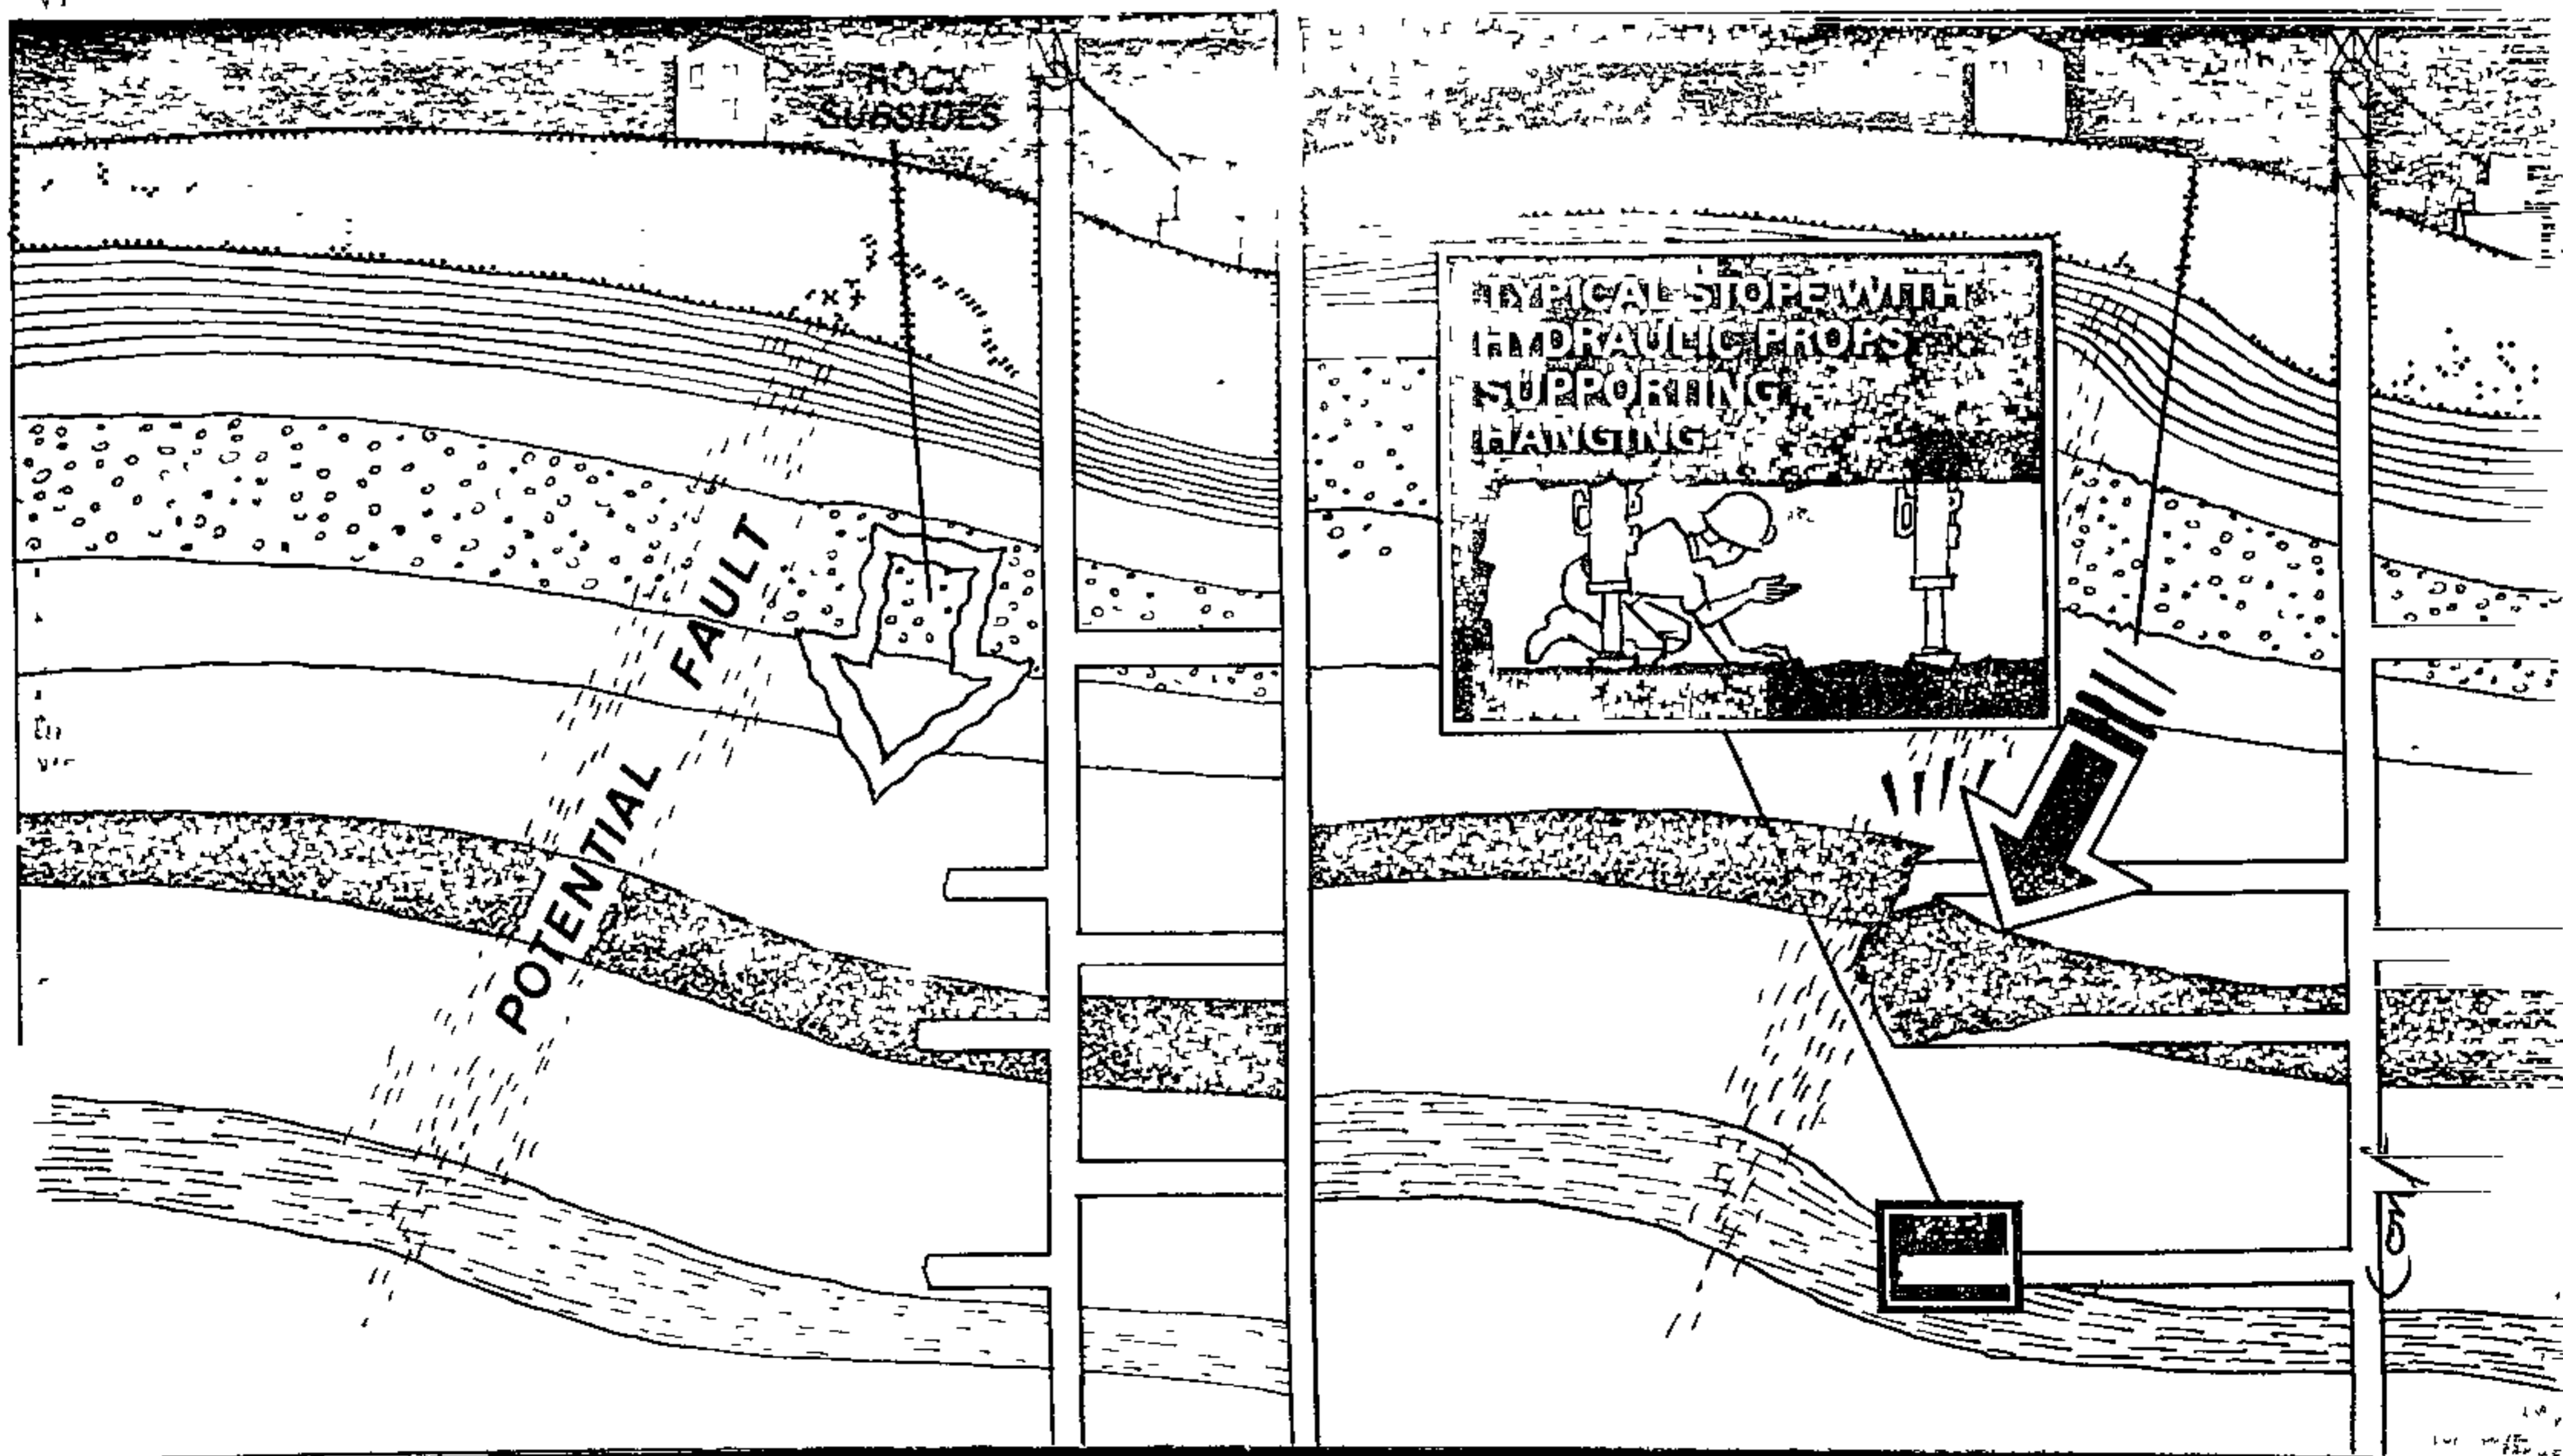 ROCK
SUBSIDES
POTENTIAL FAULT
TYPICAL STOPE WITH
HYDRAULIC PROPS
SUPPORTING
HANGING